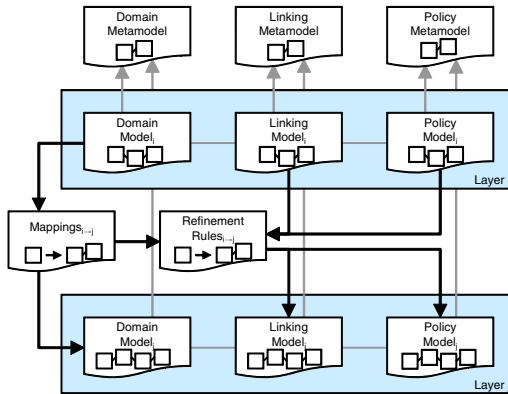 Domain
Metamodel
Linking
Metamodel
Policy
Metamodel
Domain
Modelᵢ
Linking
Modelᵢ
Policy
Modelᵢ
Layer
Mappingsᵢ→ⱼ
Refinement
Rulesᵢ→ⱼ
Domain
Modelⱼ
Linking
Modelⱼ
Policy
Modelⱼ
Layer